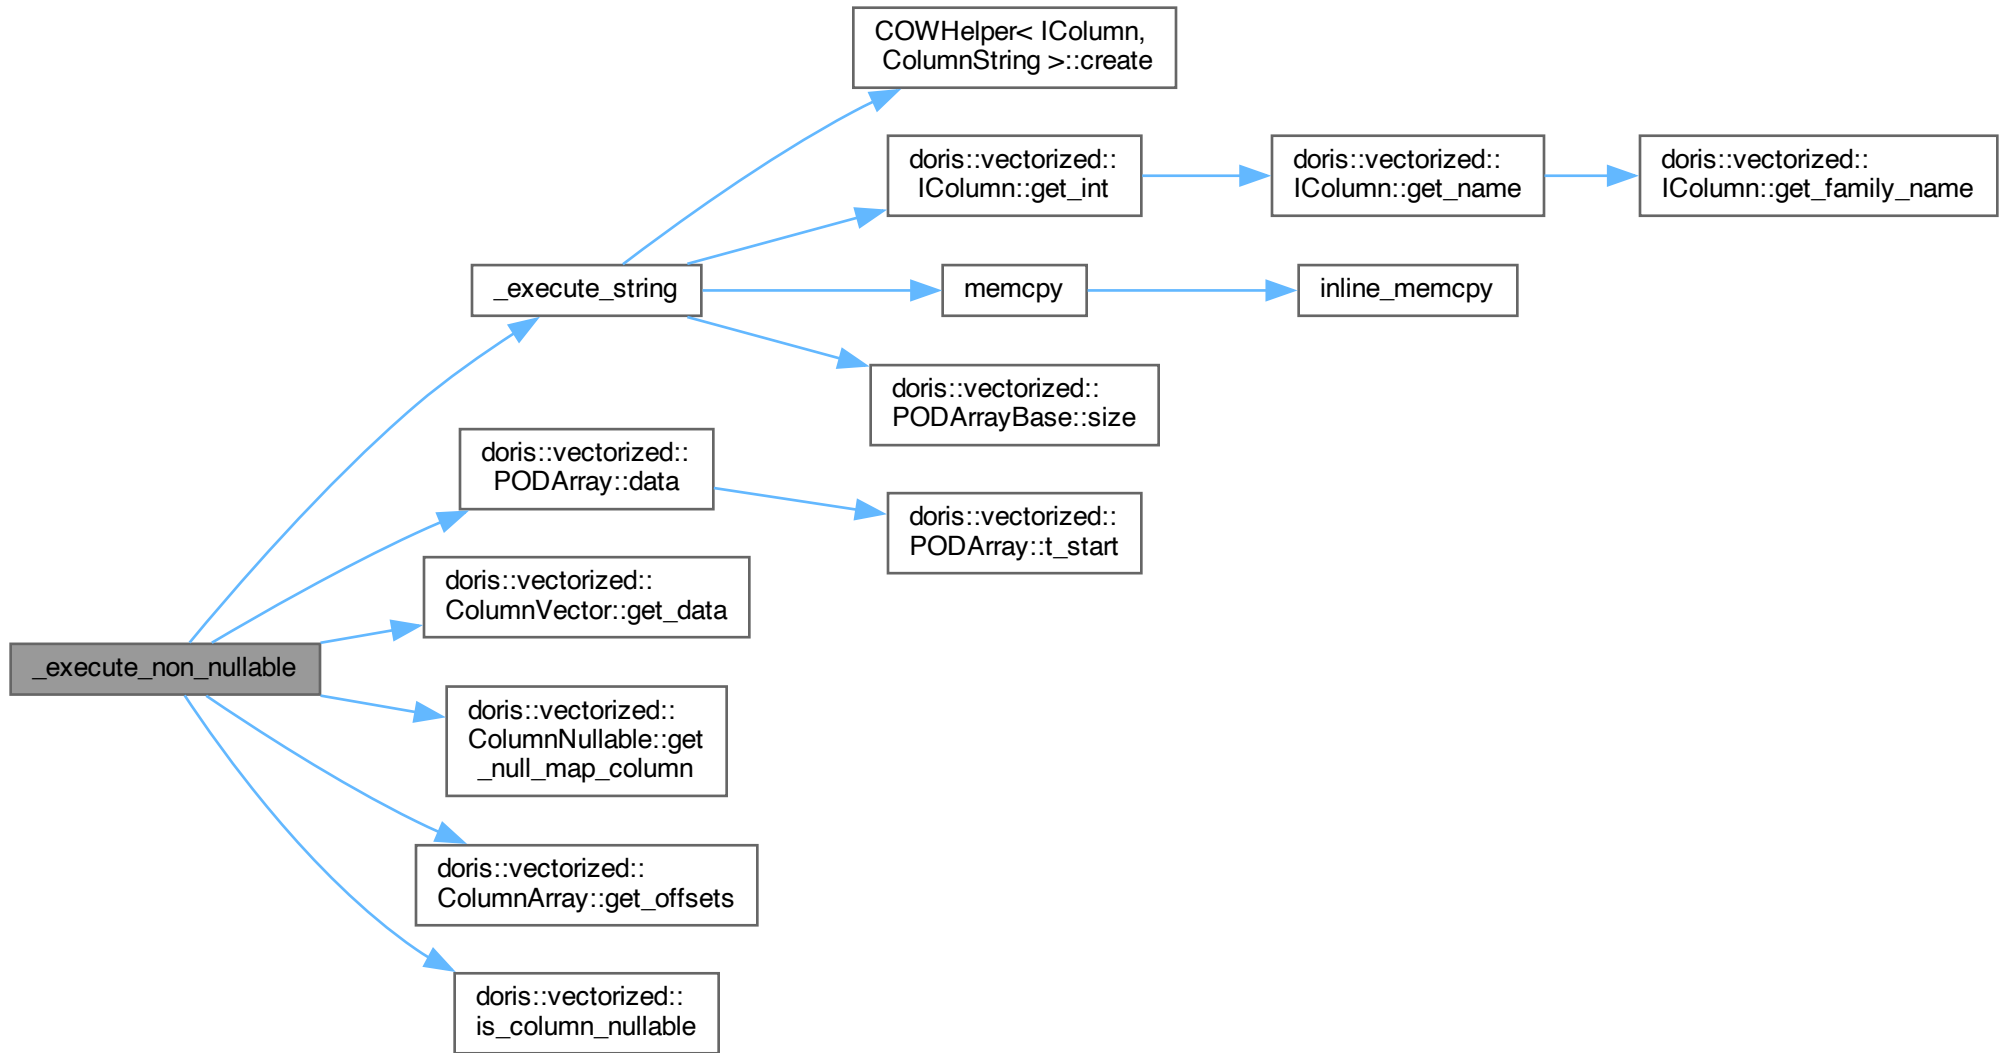 COWHelper< IColumn,
ColumnString >::create
doris::vectorized::
IColumn::get_int
doris::vectorized::
IColumn::get_name
doris::vectorized::
IColumn::get_family_name
_execute_string
memcpy
inline_memcpy
doris::vectorized::
PODArrayBase::size
doris::vectorized::
PODArray::data
doris::vectorized::
PODArray::t_start
doris::vectorized::
ColumnVector::get_data
_execute_non_nullable
doris::vectorized::
ColumnNullable::get
_null_map_column
doris::vectorized::
ColumnArray::get_offsets
doris::vectorized::
is_column_nullable